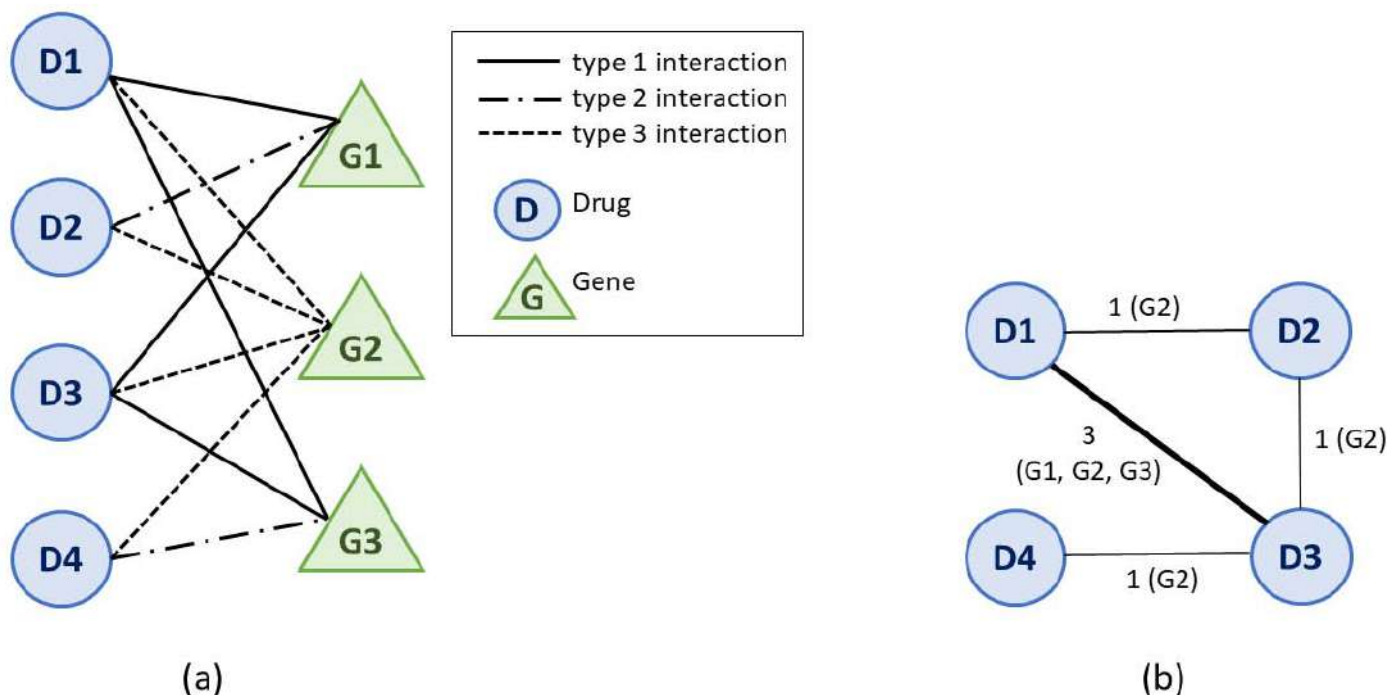 D1
D2
D3
D4
G1
G2
G3
type 1 interaction
type 2 interaction
type 3 interaction
D Drug
G Gene
(a)
D1
1 (G2)
D2
3
(G1, G2, G3)
1 (G2)
D4
1 (G2)
D3
(b)